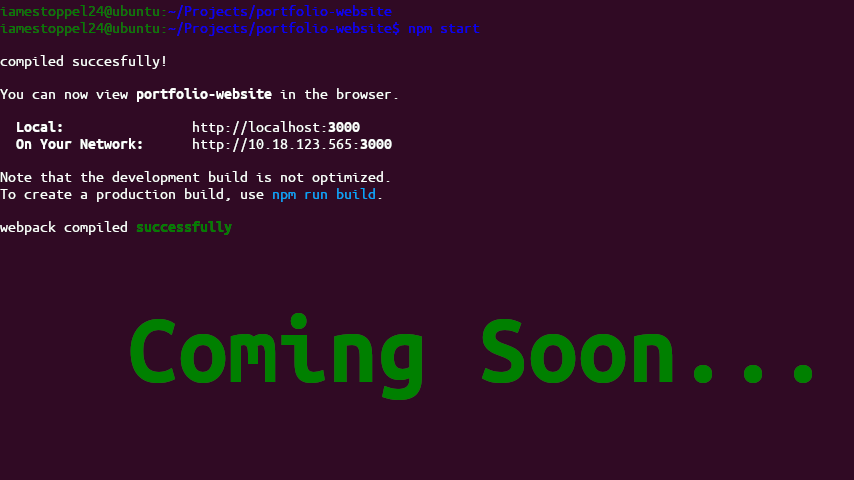 iamestoppel24@ubuntu:~/Projects/portfolio-website
iamestoppel24@ubuntu:~/Projects/portfolio-website$ npm start
compiled succesfully!
You can now view portfolio-website in the browser.
Local: http://localhost:3000
On Your Network: http://10.18.123.565:3000
Note that the development build is not optimized.
To create a production build, use npm run build.
webpack compiled successfully
Coming Soon...